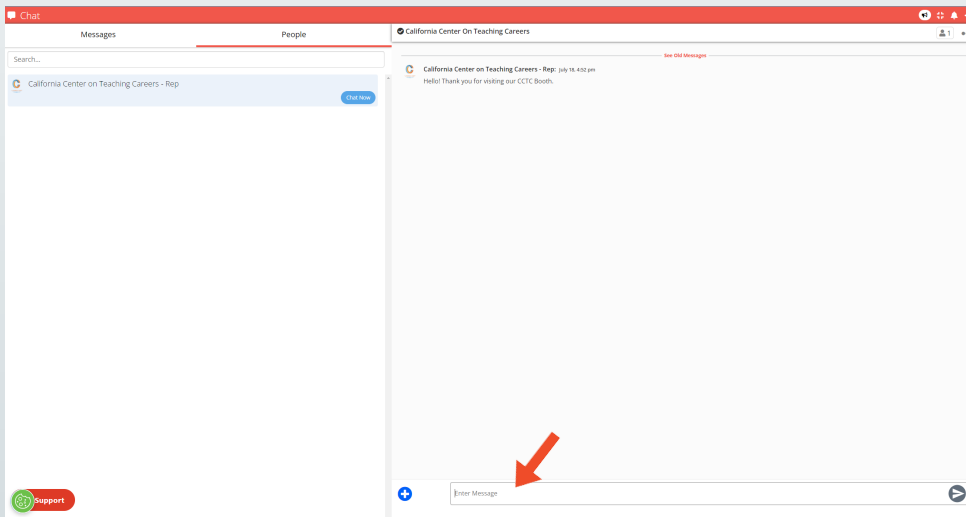 Chat
Messages
People
Search...
California Center on Teaching Careers - Rep
Chat Now
Support
California Center On Teaching Careers
1
See Old Messages
California Center on Teaching Careers - Rep: July 18, 4:52 pm
Hello! Thank you for visiting our CCTC Booth.
Enter Message